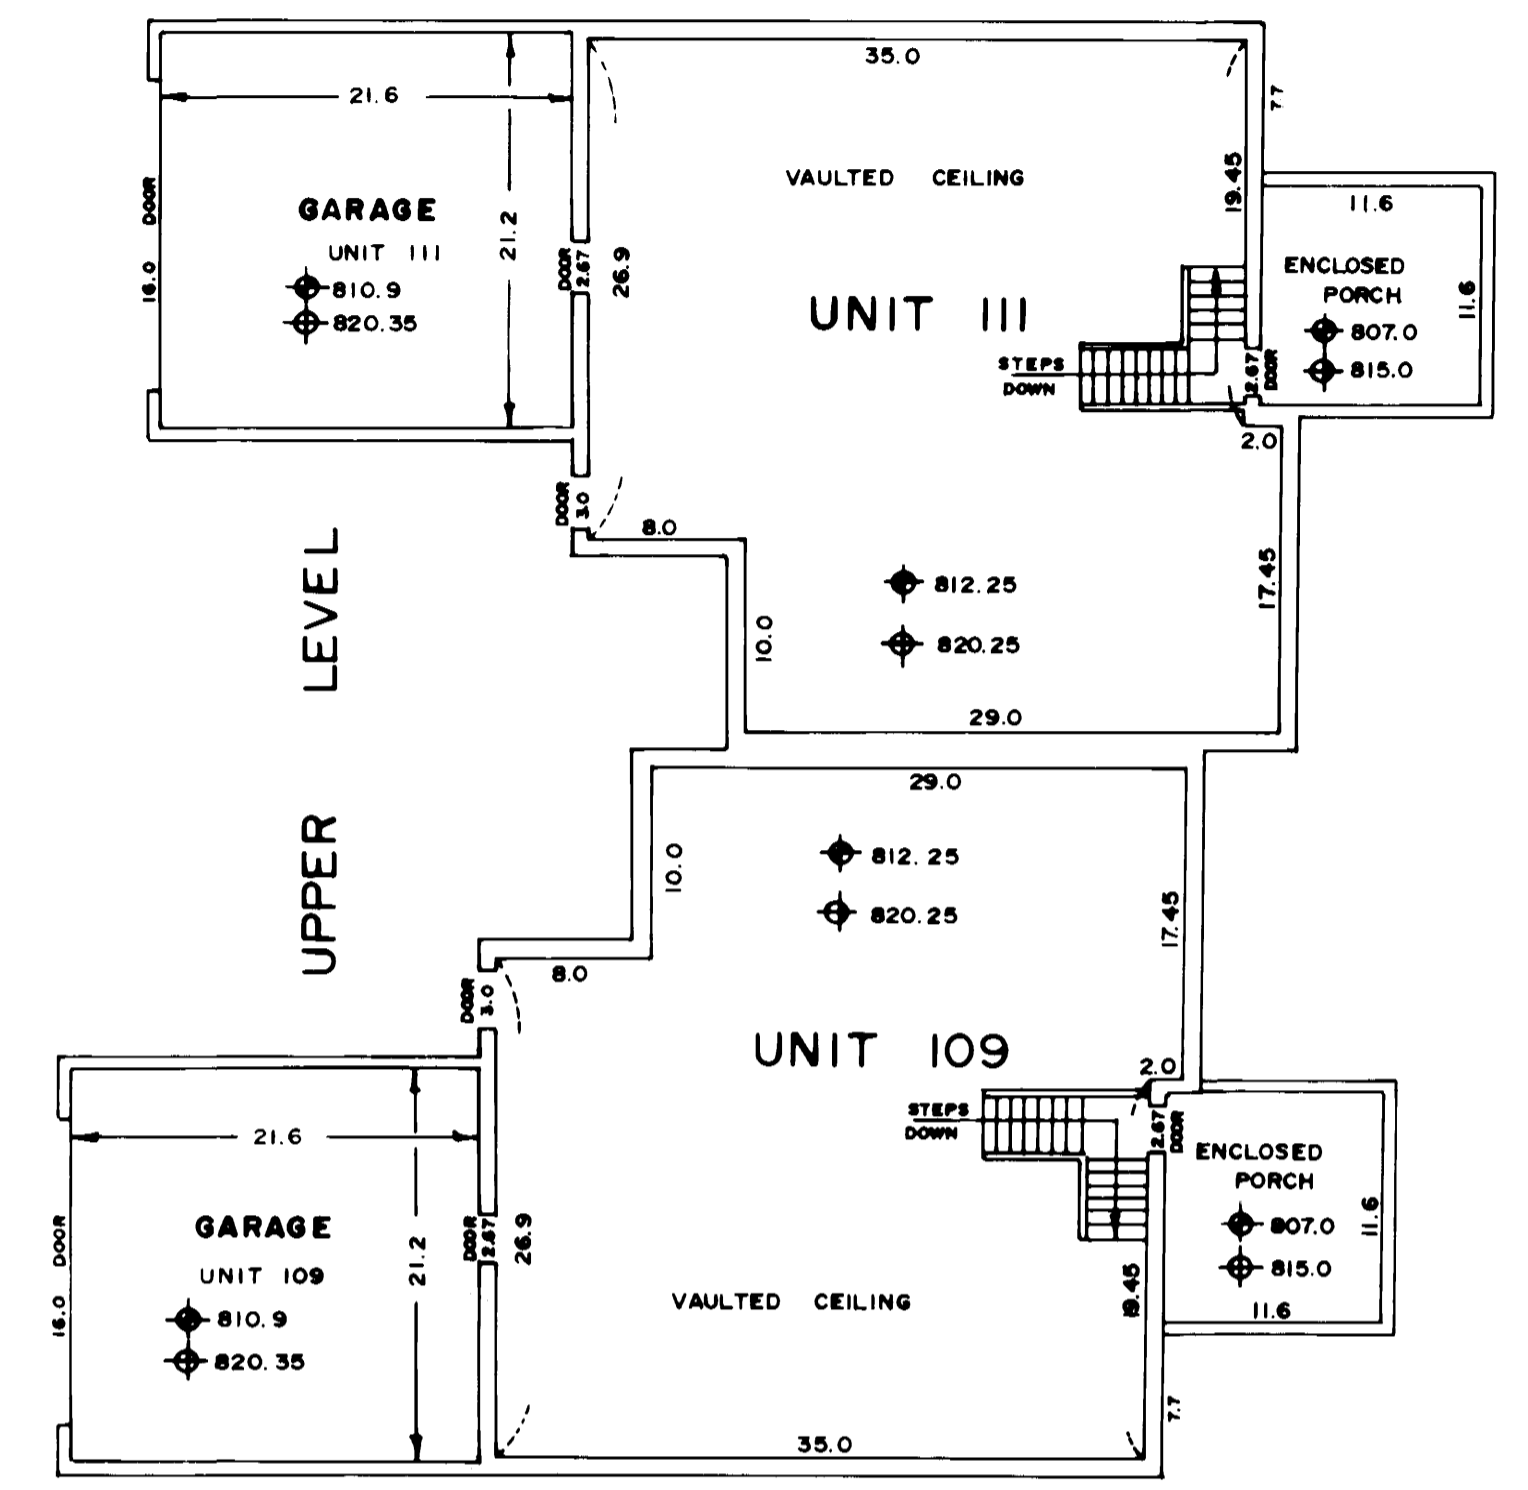 35.0
7.7
21.6
VAULTED CEILING
19.45
11.6
GARAGE
UNIT 111
810.9
820.35
16.0 DOOR
21.2
DOOR
2.67
26.9
UNIT 111
ENCLOSED
PORCH
807.0
815.0
11.6
STEPS
DOWN
2.67
DOOR
2.0
DOOR
3.0
8.0
812.25
820.25
10.0
17.45
29.0
UPPER LEVEL
29.0
812.25
820.25
10.0
17.45
8.0
DOOR
3.0
UNIT 109
2.0
STEPS
DOWN
2.67
DOOR
ENCLOSED
PORCH
807.0
815.0
11.6
11.6
21.6
GARAGE
UNIT 109
810.9
820.35
16.0 DOOR
21.2
DOOR
2.67
26.9
VAULTED CEILING
19.45
7.7
35.0